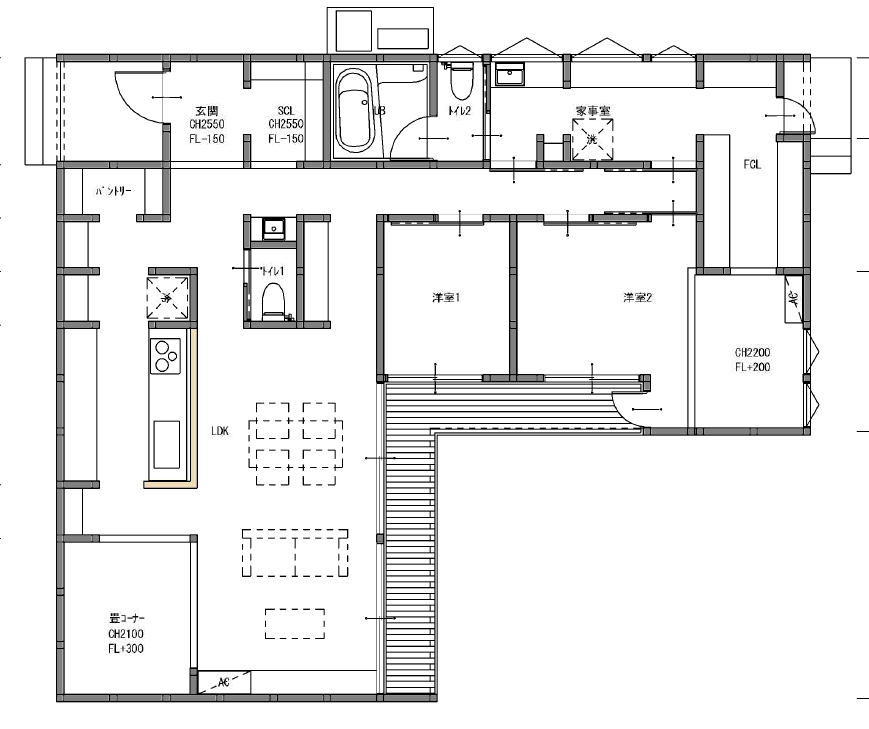 玄関
CH2550
FL-150
SCL
CH2550
FL-150
UB
トイレ2
家事室
洗
FCL
パントリー
トイレ1
冷
洋室1
洋室2
AC
CH2200
FL+200
LDK
畳コーナー
CH2100
FL+300
AC